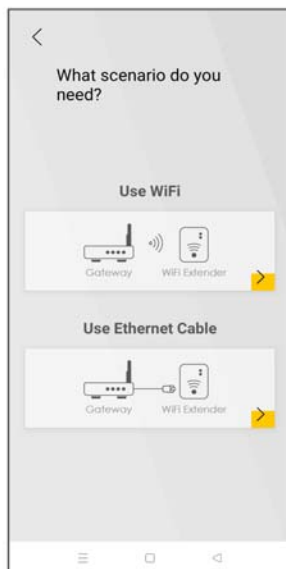 What scenario do you
need?
Use WiFi
Gateway WiFi Extender
Use Ethernet Cable
Gateway WiFi Extender